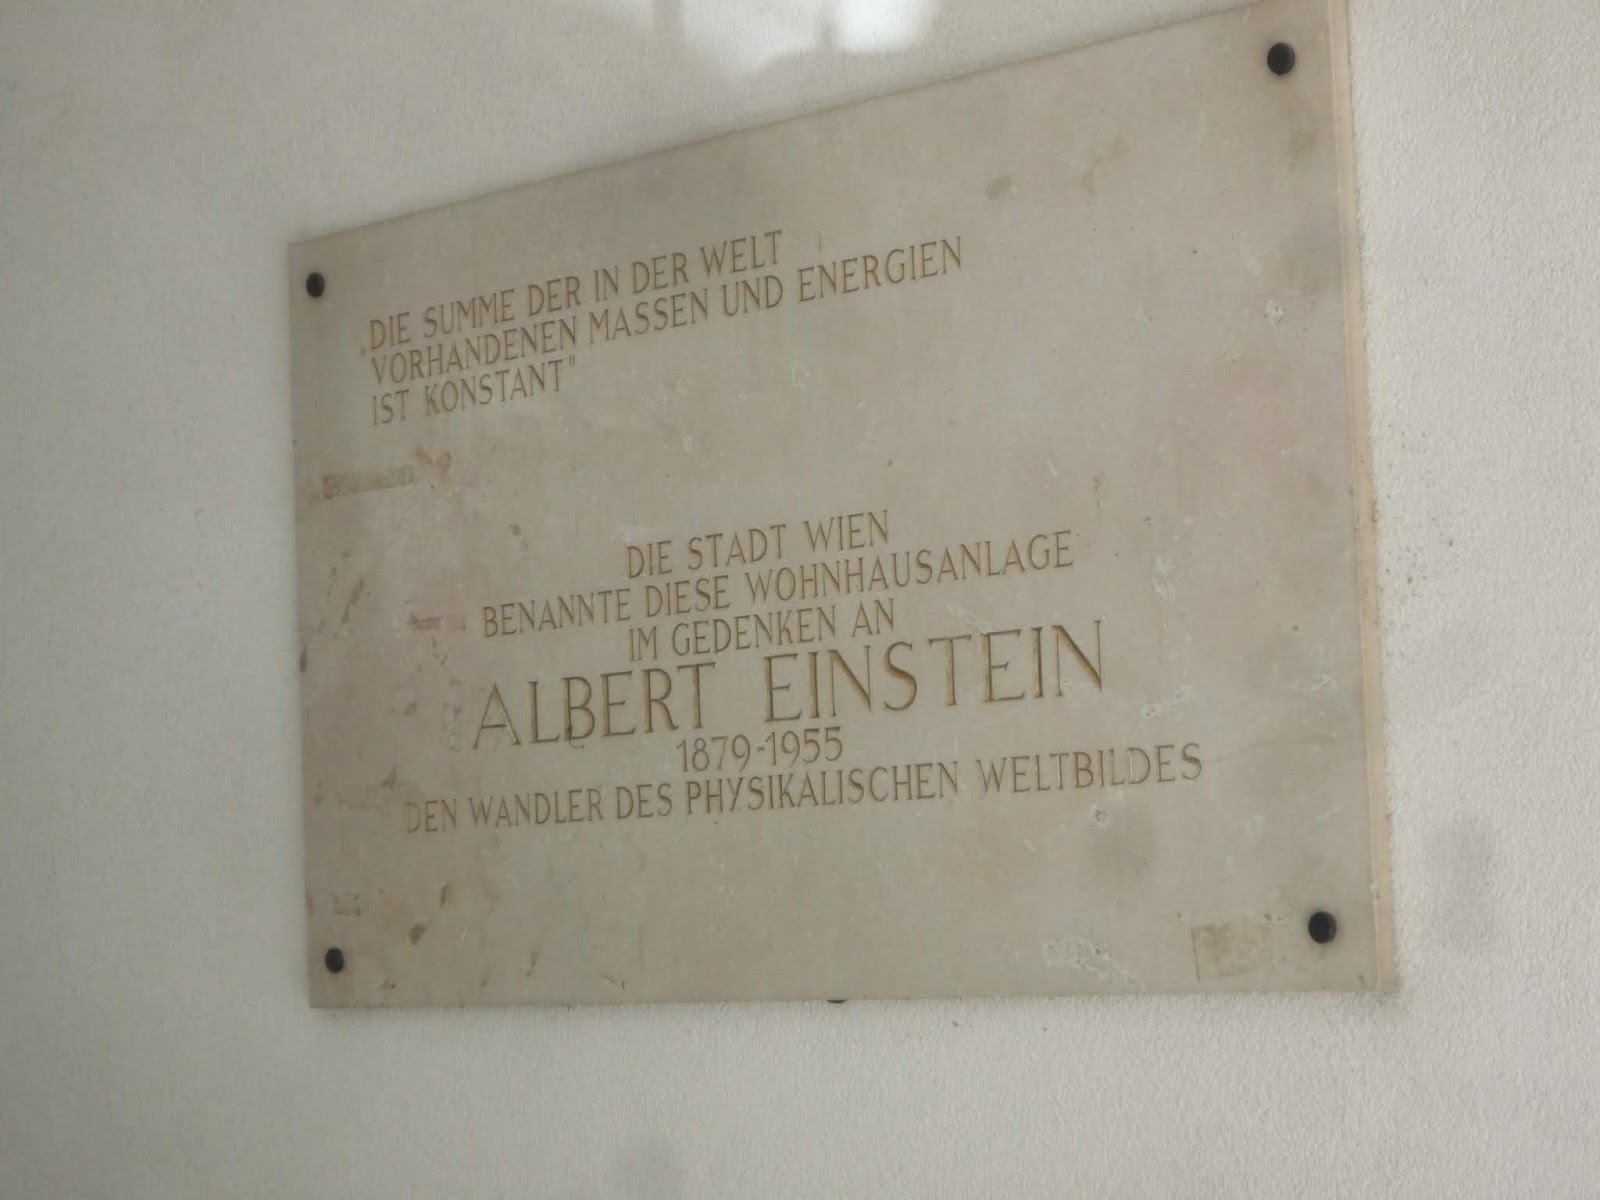 „DIE SUMME DER IN DER WELT
VORHANDENEN MASSEN UND ENERGIEN
IST KONSTANT"
DIE STADT WIEN
BENANNTE DIESE WOHNHAUSANLAGE
IM GEDENKEN AN
ALBERT EINSTEIN
1879-1955
DEN WANDLER DES PHYSIKALISCHEN WELTBILDES